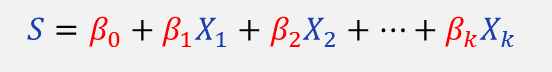 S = β₀ + β₁X₁ + β₂X₂ + ⋯ + βₖXₖ